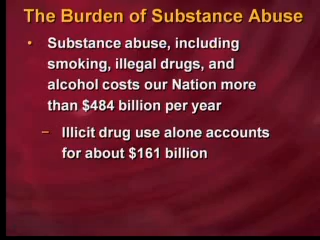 The Burden of Substance Abuse
• Substance abuse, including
smoking, illegal drugs, and
alcohol costs our Nation more
than $484 billion per year
– Illicit drug use alone accounts
for about $161 billion